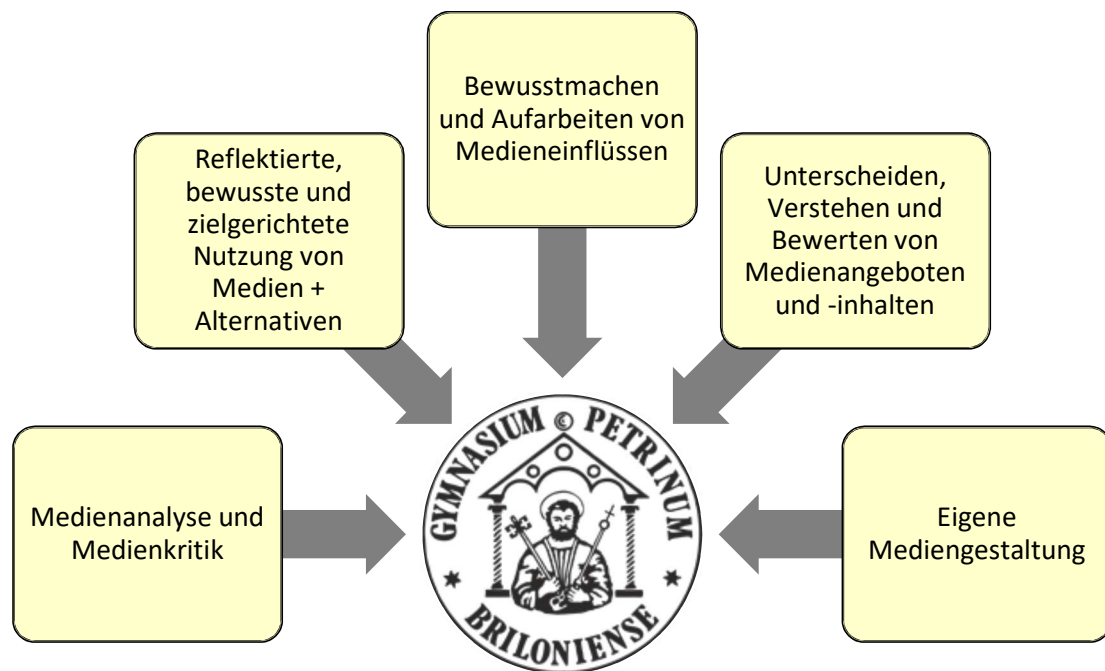 Bewusstmachen
und Aufarbeiten von
Medieneinflüssen
Reflektierte,
bewusste und
zielgerichtete
Nutzung von
Medien +
Alternativen
Unterscheiden,
Verstehen und
Bewerten von
Medienangeboten
und -inhalten
Medienanalyse und
Medienkritik
GYMNASIUM © PETRINUM
BRILONIENSE
Eigene
Mediengestaltung